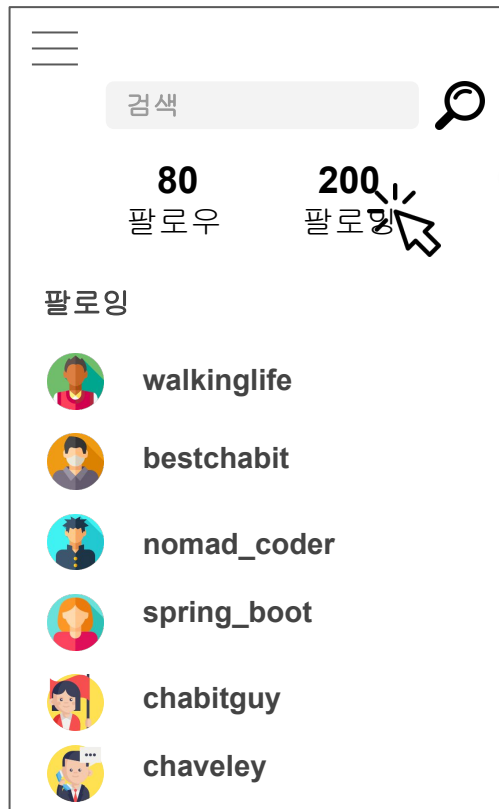 검색
80 200
팔로우 팔로잉
팔로잉
walkinglife
bestchabit
nomad_coder
spring_boot
chabitguy
chaveley